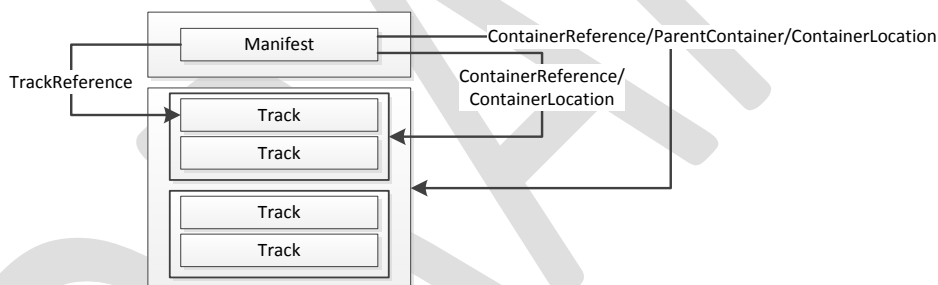 Manifest
ContainerReference/ParentContainer/ContainerLocation
TrackReference
ContainerReference/
ContainerLocation
Track
Track
Track
Track